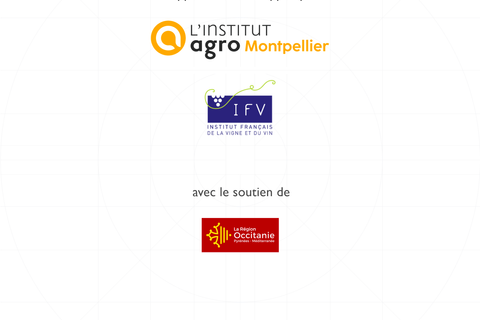 L'INSTITUT
agro Montpellier
IFV
INSTITUT FRANÇAIS
DE LA VIGNE ET DU VIN
avec le soutien de
La Région
Occitanie
Pyrénées - Méditerranée